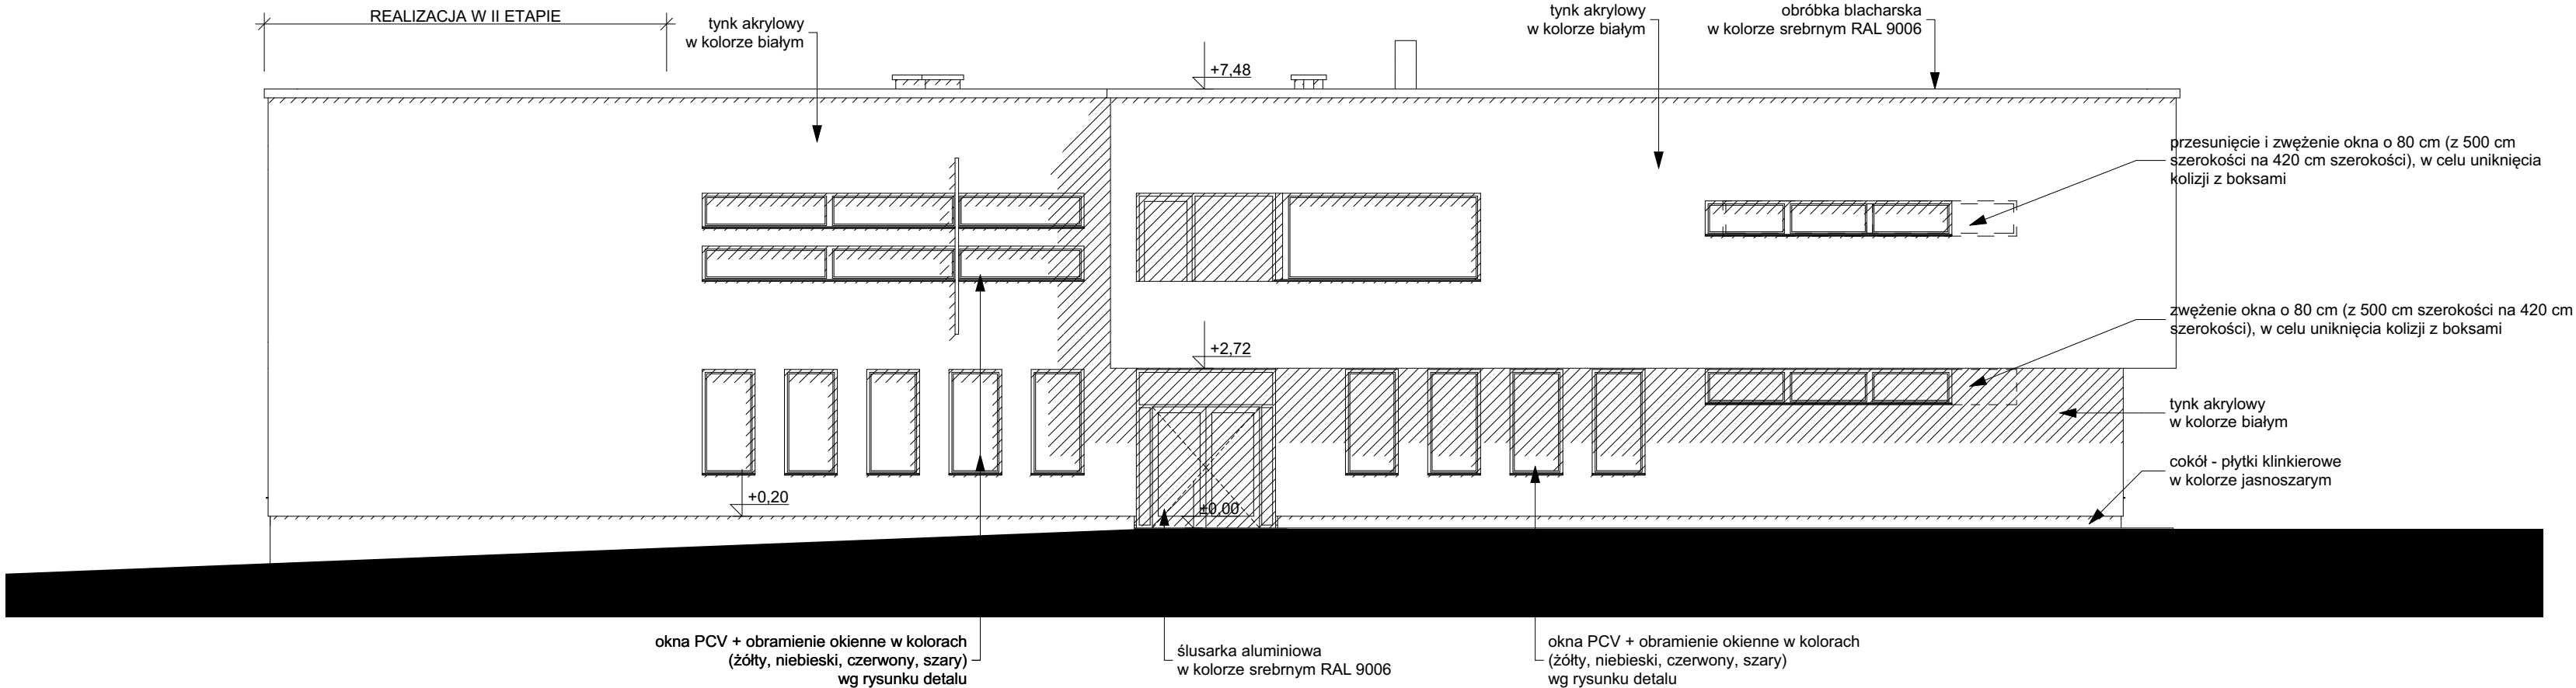 REALIZACJA W II ETAPIE
tynk akrylowy
w kolorze białym
tynk akrylowy
w kolorze białym
obróbka blacharska
w kolorze srebrnym RAL 9006
+7,48
przesunięcie i zwężenie okna o 80 cm (z 500 cm
szerokości na 420 cm szerokości), w celu uniknięcia
kolizji z boksami
zwężenie okna o 80 cm (z 500 cm szerokości na 420 cm
szerokości), w celu uniknięcia kolizji z boksami
+2,72
tynk akrylowy
w kolorze białym
cokół - płytki klinkierowe
w kolorze jasnoszarym
+0,20
±0,00
okna PCV + obramienie okienne w kolorach
(żółty, niebieski, czerwony, szary)
wg rysunku detalu
ślusarka aluminiowa
w kolorze srebrnym RAL 9006
okna PCV + obramienie okienne w kolorach
(żółty, niebieski, czerwony, szary)
wg rysunku detalu